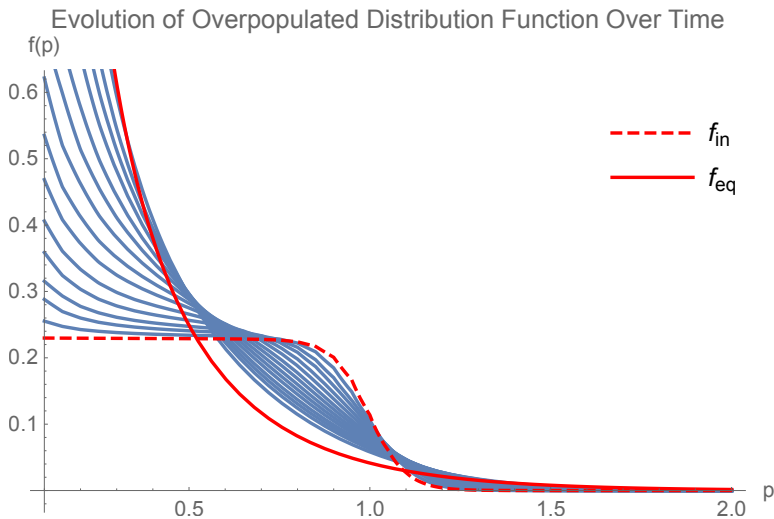 Evolution of Overpopulated Distribution Function Over Time
f(p)
0.6
0.5
0.4
0.3
0.2
0.1
0.5
1.0
1.5
2.0
p
f_in
f_eq